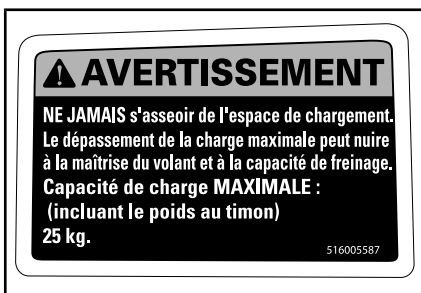 AVERTISSEMENT
NE JAMAIS s'asseoir de l'espace de chargement.
Le dépassement de la charge maximale peut nuire
à la maîtrise du volant et à la capacité de freinage.
Capacité de charge MAXIMALE :
(incluant le poids au timon)
25 kg.
516005587